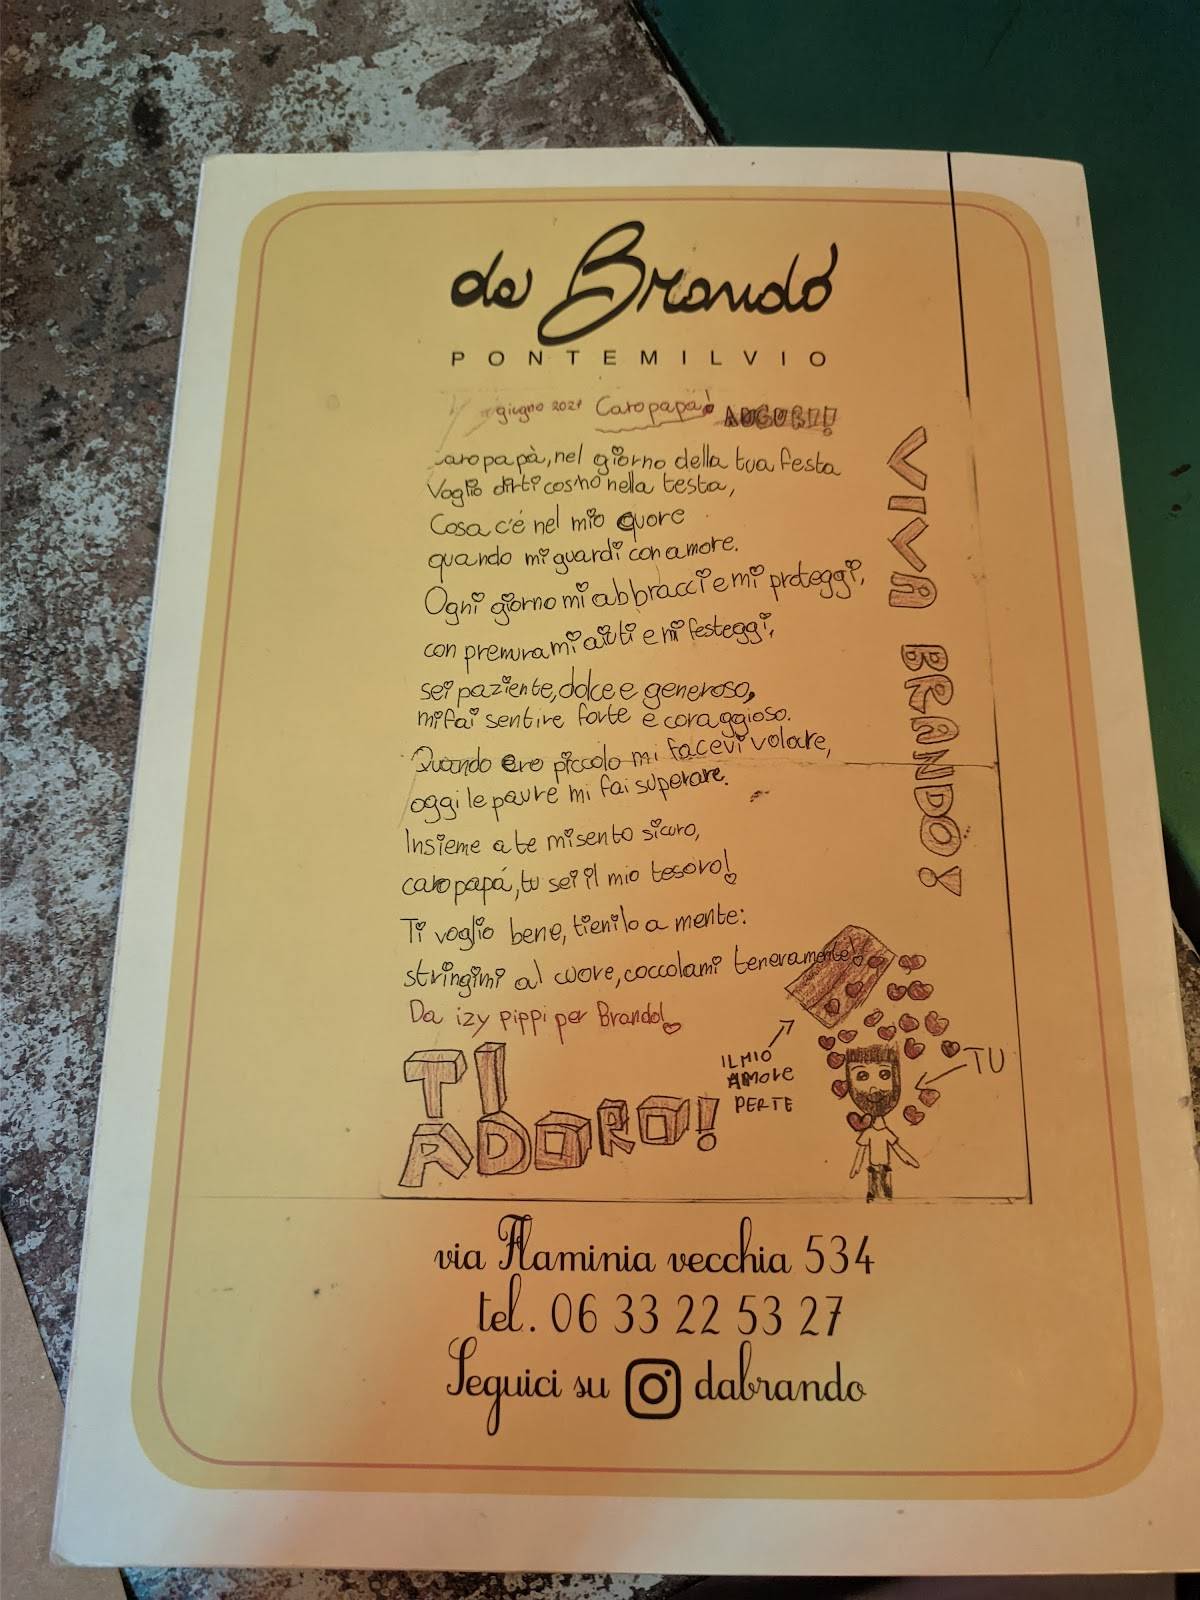 da Brandó
PONTEMILVIO
giugno 2021 Caro papà! AUGURI!
caro papà, nel giorno della tua festa
Voglio dirti cos'ho nella testa,
Cosa c'é nel mio quore
quando mi guardi con amore.
Ogni giorno mi abbracci e mi proteggi,
con premura mi aiuti e mi festeggi,
sei paziente, dolce e generoso,
mi fai sentire forte e coraggioso.
Quando ero piccolo mi facevi volare,
oggi le paure mi fai superare.
Insieme a te mi sento sicuro,
caro papá, tu sei il mio tesoro!
Ti voglio bene, tienilo a mente:
stringimi al cuore, coccolami teneramente!
Da izy pippi per Brando!
VIVA BRANDÓ!
TI
ADORO!
IL MIO
AMORE
PER TE
TU
via Flaminia vecchia 534
tel. 06 33 22 53 27
Seguici su dabrando